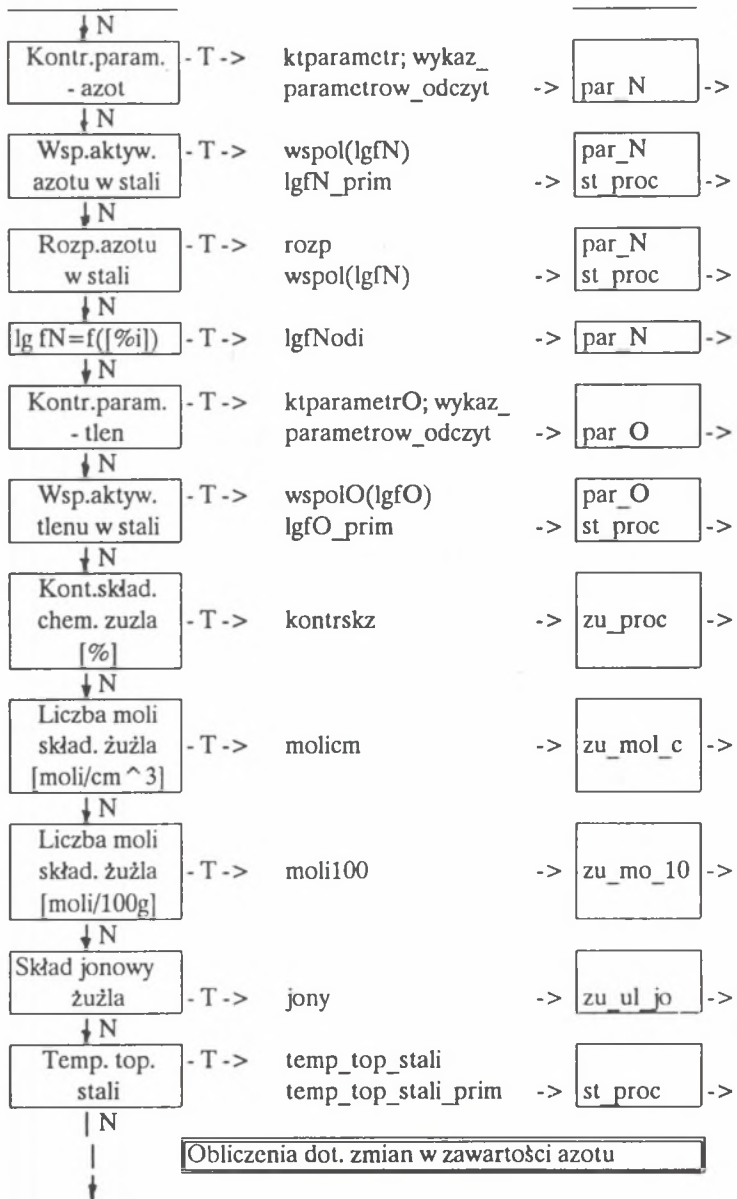 N
Kontr.param. - T -> ktparametr; wykaz_
- azot parametrow_odczyt -> par_N ->
N
Wsp.aktyw. - T -> wspol(lgfN) par_N
azotu w stali lgfN_prim -> st_proc ->
N
Rozp.azotu - T -> rozp par_N
w stali wspol(lgfN) -> st_proc ->
N
lg fN=f([%i]) - T -> lgfNodi -> par_N ->
N
Kontr.param. - T -> ktparametrO; wykaz_
- tlen parametrow_odczyt -> par_O ->
N
Wsp.aktyw. - T -> wspolO(lgfO) par_O
tlenu w stali lgfO_prim -> st_proc ->
N
Kont.skład.
chem. zuzla - T -> kontrskz -> zu_proc ->
[%]
N
Liczba moli
skład. żużla - T -> molicm -> zu_mol_c ->
[moli/cm^3]
N
Liczba moli
skład. żużla - T -> moli100 -> zu_mo_10 ->
[moli/100g]
N
Skład jonowy
żużla - T -> jony -> zu_ul_jo ->
N
Temp. top. - T -> temp_top_stali
stali temp_top_stali_prim -> st_proc ->
N
Obliczenia dot. zmian w zawartości azotu